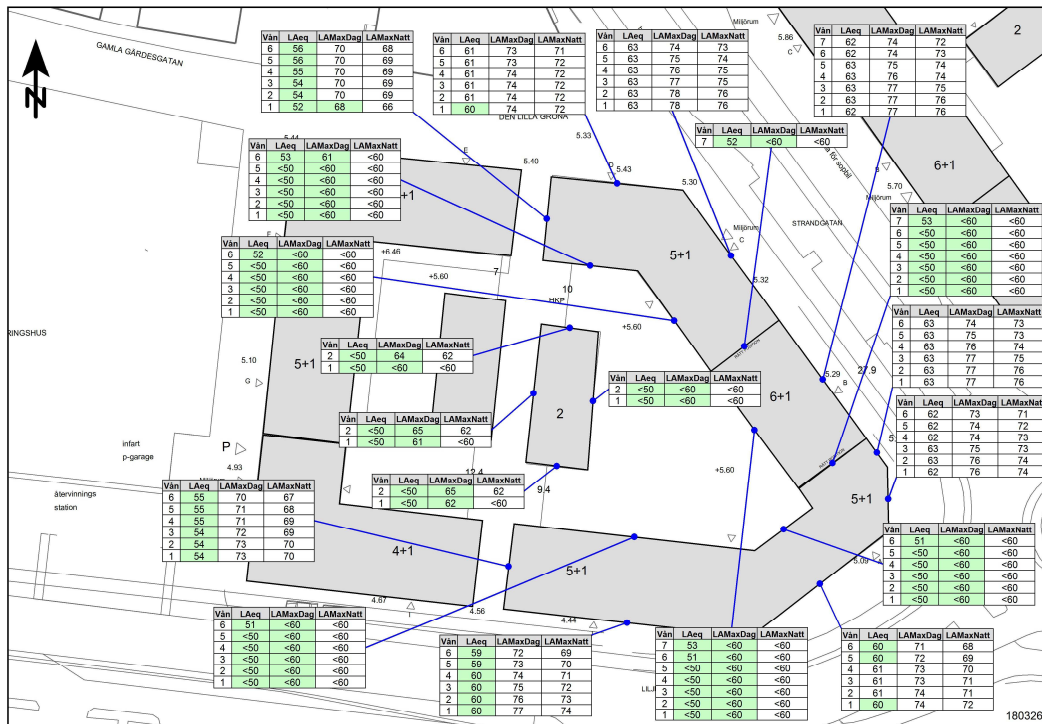 GAMLA GÅRDESGATAN
N
Vån LAeq LAMaxDag LAMaxNatt
6 56 70 68
5 56 70 69
4 55 70 69
3 54 70 69
2 54 70 69
1 52 68 66
Vån LAeq LAMaxDag LAMaxNatt
6 61 73 71
5 61 73 72
4 61 74 72
3 61 74 72
2 61 74 72
1 60 74 72
Vån LAeq LAMaxDag LAMaxNatt
6 63 74 73
5 63 75 74
4 63 76 75
3 63 77 75
2 63 78 76
1 63 78 76
Miljörum
5.86
C
Vån LAeq LAMaxDag LAMaxNatt
7 62 74 72
6 62 74 73
5 63 75 74
4 63 76 74
3 63 77 75
2 63 77 76
1 62 77 76
2
DEN LILLA GRÖNA
5.33
D
5.43
Vån LAeq LAMaxDag LAMaxNatt
7 52 <60 <60
5.44
E
6.40
Vån LAeq LAMaxDag LAMaxNatt
6 53 61 <60
5 <50 <60 <60
4 <50 <60 <60
3 <50 <60 <60
2 <50 <60 <60
1 <50 <60 <60
+1
5.30
för sopbil
B
6+1
5.70
Miljörum
STRANDGATAN
Miljörum
C
5+1
5.32
Vån LAeq LAMaxDag LAMaxNatt
7 53 <60 <60
6 <50 <60 <60
5 <50 <60 <60
4 <50 <60 <60
3 <50 <60 <60
2 <50 <60 <60
1 <50 <60 <60
F
+6.46
7
+5.60
10
HKP
+5.60
Vån LAeq LAMaxDag LAMaxNatt
6 52 <60 <60
5 <50 <60 <60
4 <50 <60 <60
3 <50 <60 <60
2 <50 <60 <60
1 <50 <60 <60
RINGSHUS
5.10
G
5+1
Vån LAeq LAMaxDag LAMaxNatt
2 <50 64 62
1 <50 <60 <60
Vån LAeq LAMaxDag LAMaxNatt
6 63 74 73
5 63 75 73
4 63 76 74
3 63 77 75
2 63 77 76
1 63 77 76
5.29
B
27.9
Vån LAeq LAMaxDag LAMaxNatt
2 <50 <60 <60
1 <50 <60 <60
6+1
2
Vån LAeq LAMaxDag LAMaxNatt
2 <50 65 62
1 <50 61 <60
Vån LAeq LAMaxDag LAMaxNatt
6 62 73 71
5 62 74 72
4 62 74 73
3 63 75 73
2 63 76 74
1 62 76 74
infart
p-garage
P
4.93
+5.60
12.4
9.4
Vån LAeq LAMaxDag LAMaxNatt
2 <50 65 62
1 <50 62 <60
5+1
återvinnings
station
Vån LAeq LAMaxDag LAMaxNatt
6 55 70 67
5 55 71 68
4 55 71 69
3 54 72 69
2 54 73 70
1 54 73 70
4+1
5+1
5.09
A
Vån LAeq LAMaxDag LAMaxNatt
6 51 <60 <60
5 <50 <60 <60
4 <50 <60 <60
3 <50 <60 <60
2 <50 <60 <60
1 <50 <60 <60
4.67
I
4.56
4.44
Vån LAeq LAMaxDag LAMaxNatt
6 51 <60 <60
5 <50 <60 <60
4 <50 <60 <60
3 <50 <60 <60
2 <50 <60 <60
1 <50 <60 <60
Vån LAeq LAMaxDag LAMaxNatt
6 59 72 69
5 59 73 70
4 60 74 71
3 60 75 72
2 60 76 73
1 60 77 74
Vån LAeq LAMaxDag LAMaxNatt
7 53 <60 <60
6 51 <60 <60
5 <50 <60 <60
4 <50 <60 <60
3 <50 <60 <60
2 <50 <60 <60
1 <50 <60 <60
Vån LAeq LAMaxDag LAMaxNatt
6 60 71 68
5 60 72 69
4 61 73 70
3 61 73 71
2 61 74 71
1 60 74 72
180326